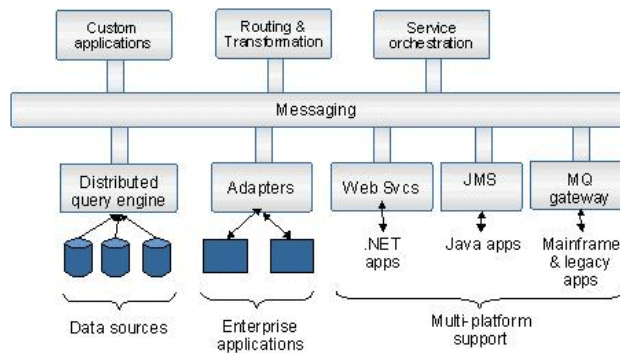 Custom
applications
Routing &
Transformation
Service
orchestration
Messaging
Distributed
query engine
Adapters
Web Svcs
JMS
MQ
gateway
.NET
apps
Java apps
Mainframe
& legacy
apps
Data sources
Enterprise
applications
Multi-platform
support